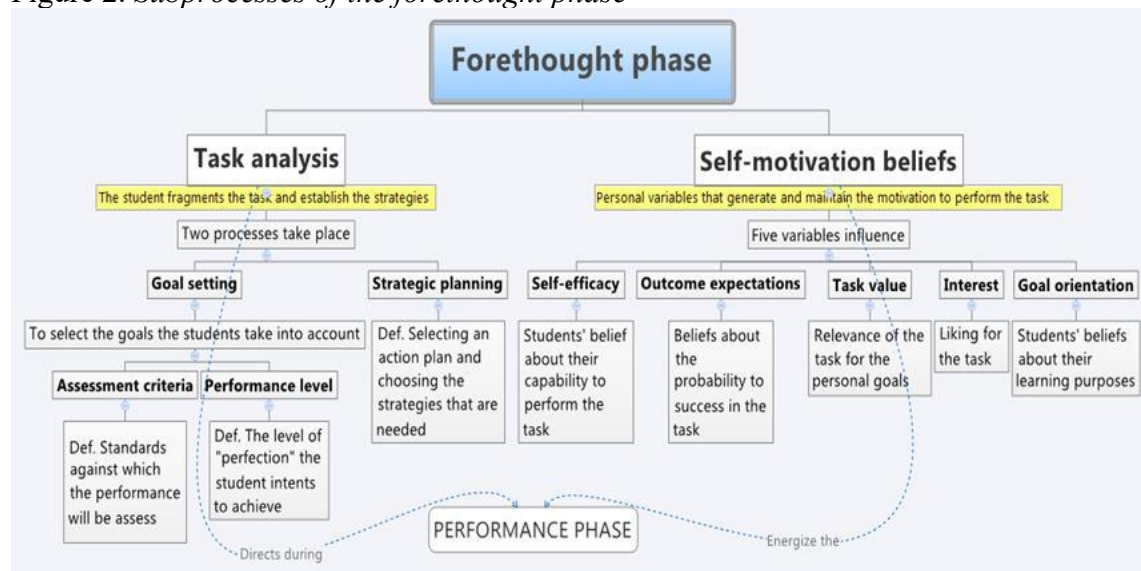 Figure 2. Subprocesses of the forethought phase
Forethought phase
Task analysis
The student fragments the task and establish the strategies
Two processes take place
Goal setting
To select the goals the students take into account
Assessment criteria
Def. Standards
against which
the performance
will be assess
Performance level
Def. The level of
"perfection" the
student intents
to achieve
Strategic planning
Def. Selecting an
action plan and
choosing the
strategies that are
needed
Self-motivation beliefs
Personal variables that generate and maintain the motivation to perform the task
Five variables influence
Self-efficacy
Students' belief
about their
capability to
perform the
task
Outcome expectations
Beliefs about
the
probability to
success in the
task
Task value
Relevance of the
task for the
personal goals
Interest
Liking for
the task
Goal orientation
Students' beliefs
about their
learning purposes
Directs during
PERFORMANCE PHASE
Energize the